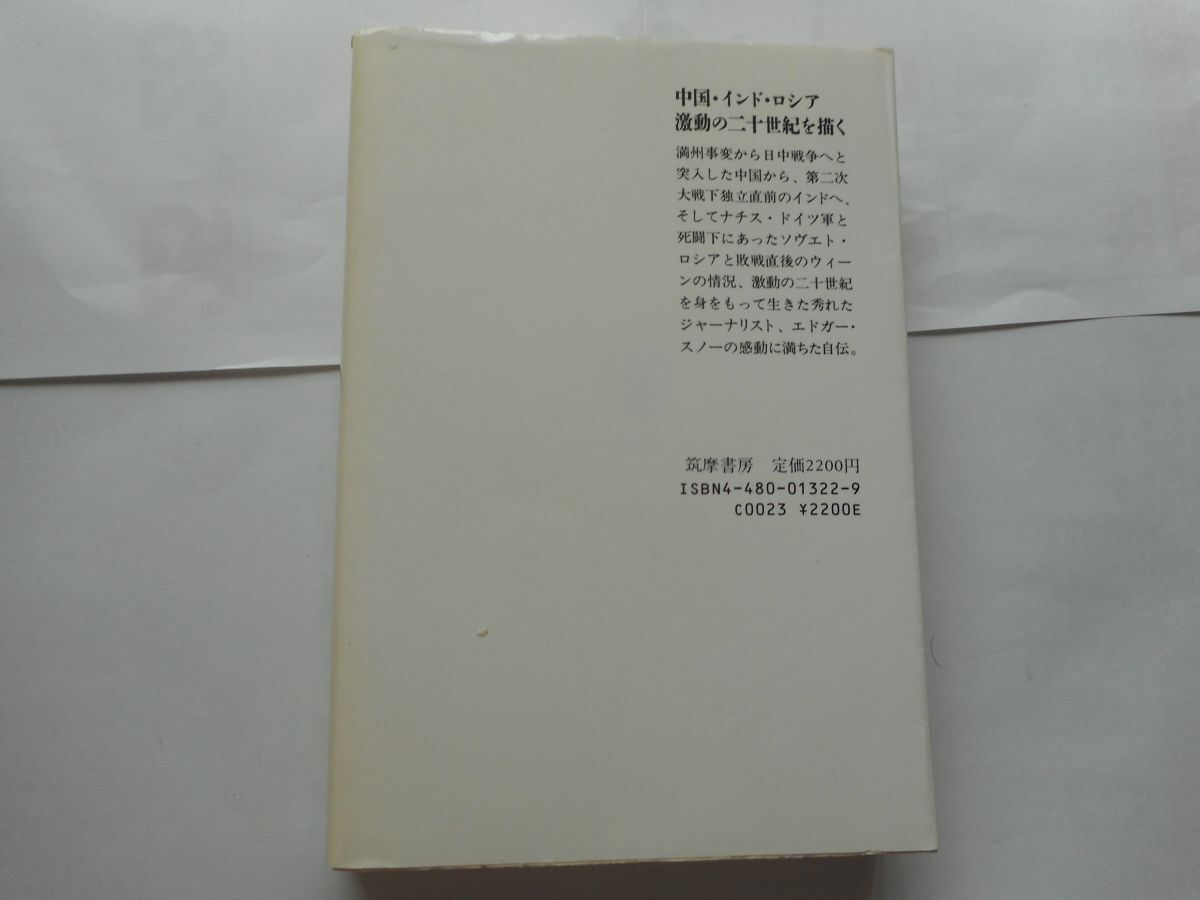 中国・インド・ロシア
激動の二十世紀を描く
満州事変から日中戦争へと
突入した中国から、第二次
大戦下独立直前のインドへ、
そしてナチス・ドイツ軍と
死闘下にあったソヴェト・
ロシアと敗戦直後のウィー
ンの情況、激動の二十世紀
を身をもって生きた秀れた
ジャーナリスト、エドガー・
スノーの感動に満ちた自伝。
筑摩書房 定価2200円
ISBN4-480-01322-9
C0023 ¥2200E